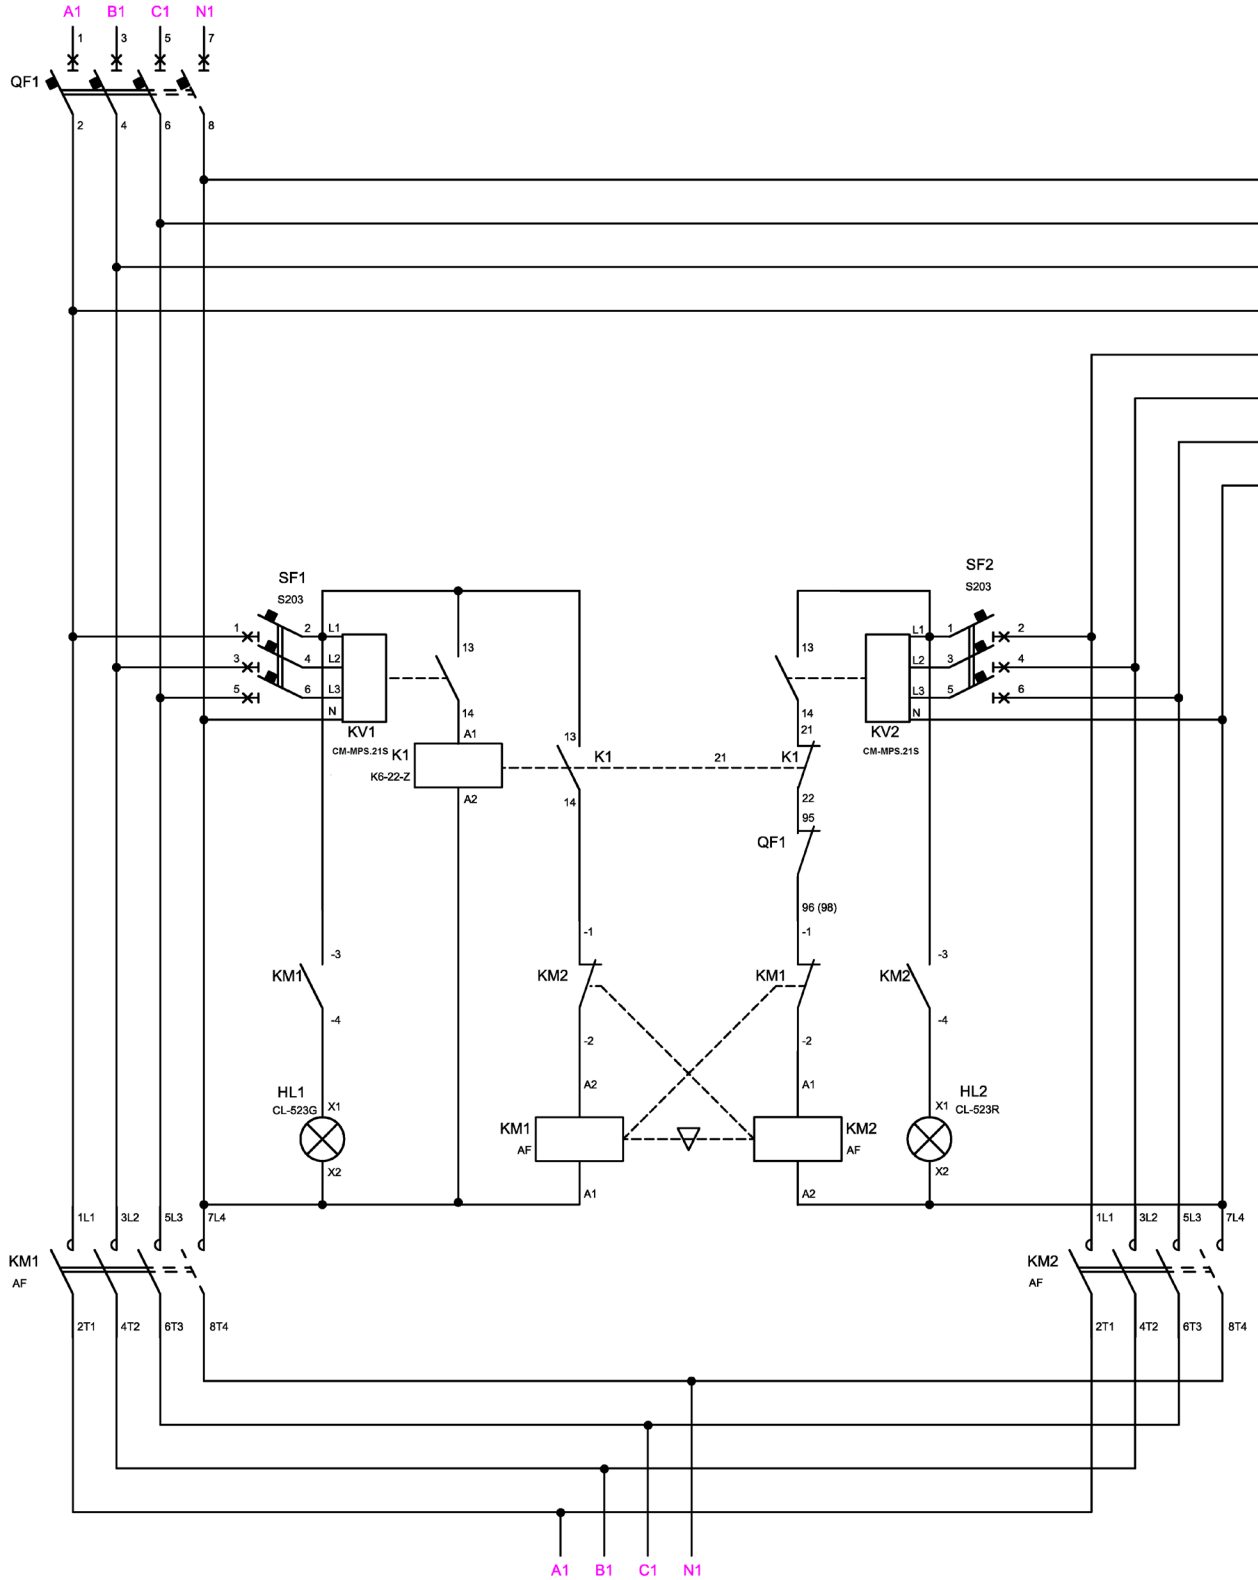 A1 B1 C1 N1
1 3 5 7
QF1
2 4 6 8
SF1
S203
SF2
S203
1 2 L1
3 4 L2
5 6 L3
N
KV1
CM-MPS.21S
13
14
A1
K1
K6-22-Z
A2
13
K1
14
21
L1 1 2
L2 3 4
L3 5 6
N
KV2
CM-MPS.21S
13
14
21
K1
22
95
QF1
96 (98)
-3
KM1
-4
-1
KM2
-2
-1
KM1
-2
-3
KM2
-4
HL1
CL-523G
X1
X2
A2
KM1
AF
A1
A1
KM2
AF
A2
HL2
CL-523R
X1
X2
1L1 3L2 5L3 7L4
KM1
AF
2T1 4T2 6T3 8T4
1L1 3L2 5L3 7L4
KM2
AF
2T1 4T2 6T3 8T4
A1 B1 C1 N1